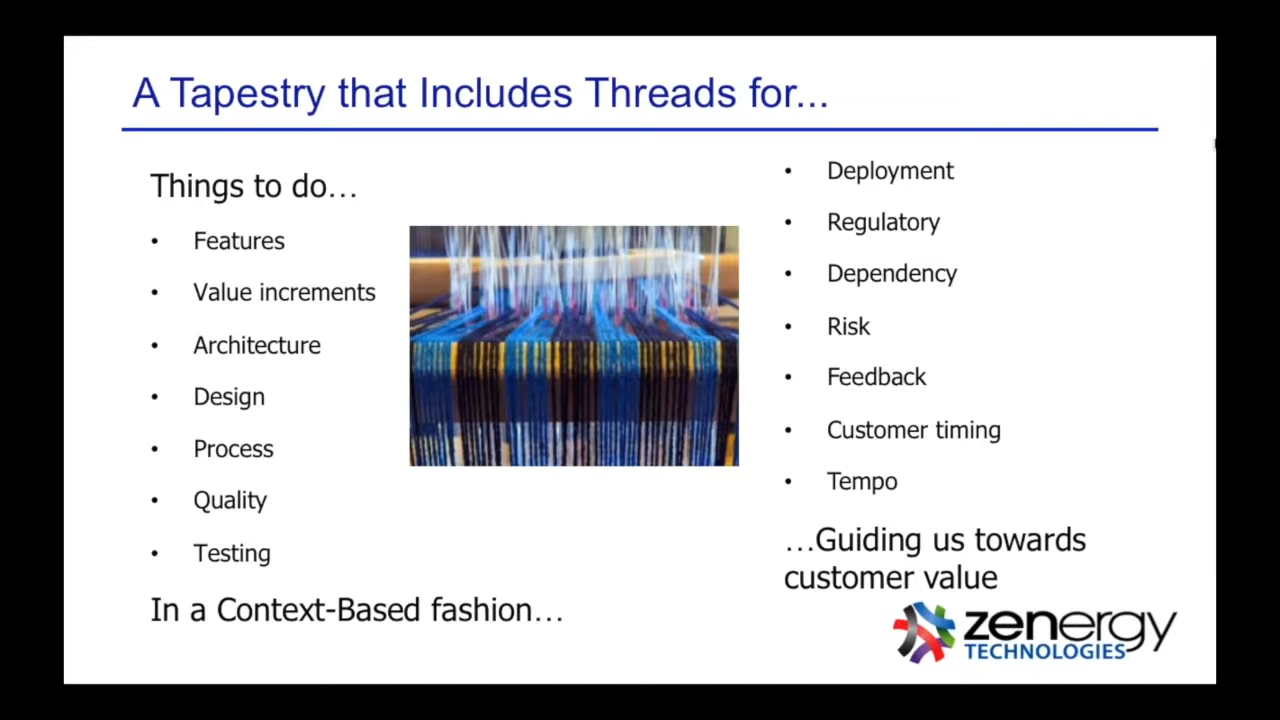 A Tapestry that Includes Threads for...
Things to do…
• Features
• Value increments
• Architecture
• Design
• Process
• Quality
• Testing
In a Context-Based fashion…
• Deployment
• Regulatory
• Dependency
• Risk
• Feedback
• Customer timing
• Tempo
…Guiding us towards
customer value
zenergy
TECHNOLOGIES